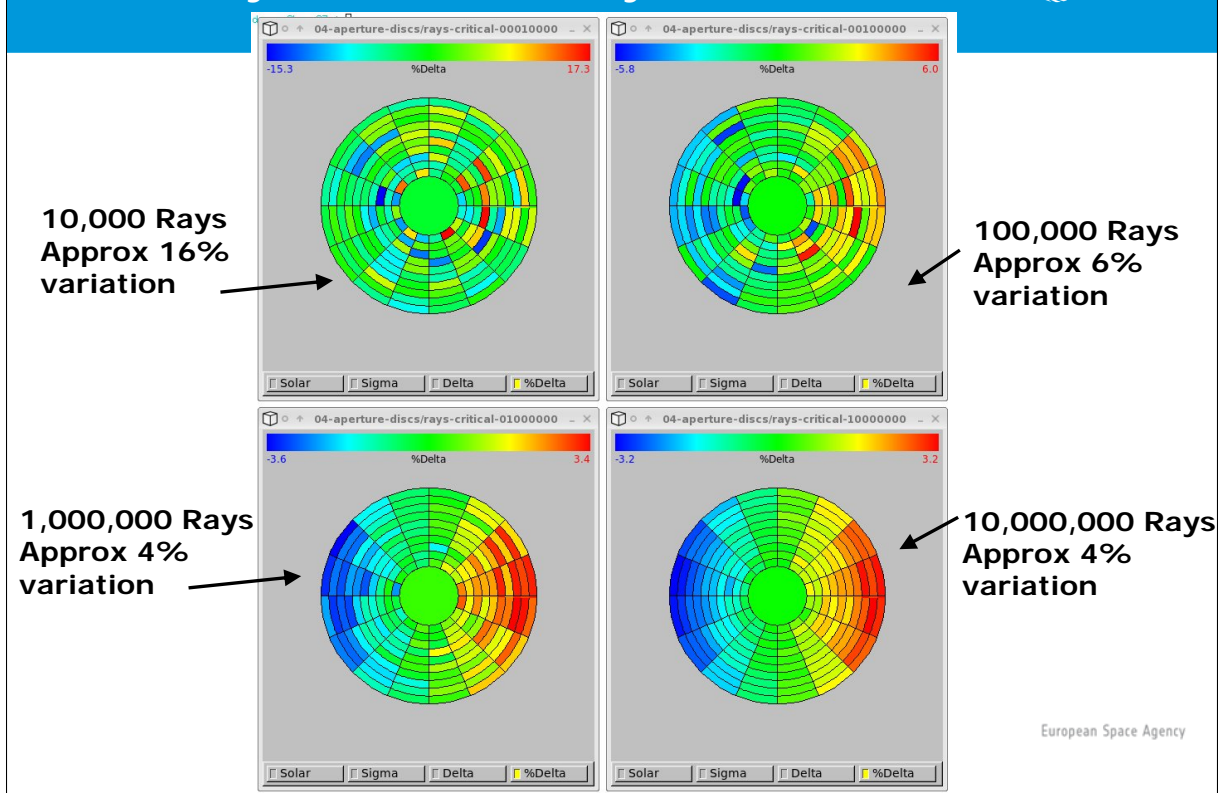 04-aperture-discs/rays-critical-00010000
-15.3 %Delta 17.3
Solar Sigma Delta %Delta
10,000 Rays
Approx 16%
variation
04-aperture-discs/rays-critical-00100000
-5.8 %Delta 6.0
Solar Sigma Delta %Delta
100,000 Rays
Approx 6%
variation
04-aperture-discs/rays-critical-01000000
-3.6 %Delta 3.4
Solar Sigma Delta %Delta
1,000,000 Rays
Approx 4%
variation
04-aperture-discs/rays-critical-10000000
-3.2 %Delta 3.2
Solar Sigma Delta %Delta
10,000,000 Rays
Approx 4%
variation
European Space Agency